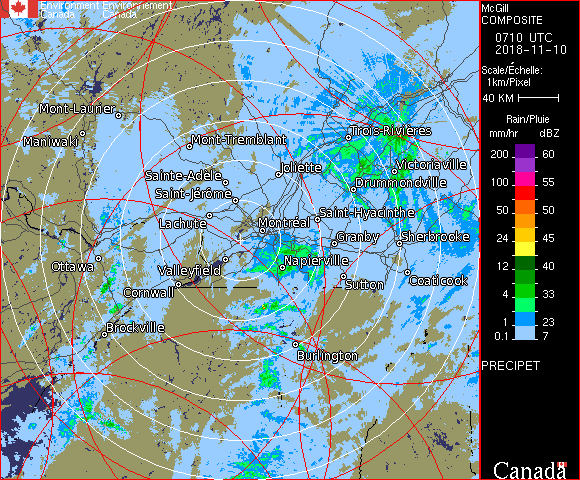 Environment Environnement
Canada Canada
Mont-Laurier
Maniwaki
Mont-Tremblant
Trois-Rivières
Joliette
Victoriaville
Sainte-Adèle
Drummondville
Saint-Jérôme
Saint-Hyacinthe
Lachute
Montréal
Granby
Sherbrooke
Ottawa
Valleyfield
Napierville
Sutton
Coaticook
Cornwall
Brockville
Burlington
McGill
COMPOSITE
0710 UTC
2018-11-10
Scale/Échelle:
1km/Pixel
40 KM
Rain/Pluie
mm/hr dBZ
200 60
55
100 55
50 50
24 45
12 40
4 33
1 23
0.1 7
PRECIPET
Canada